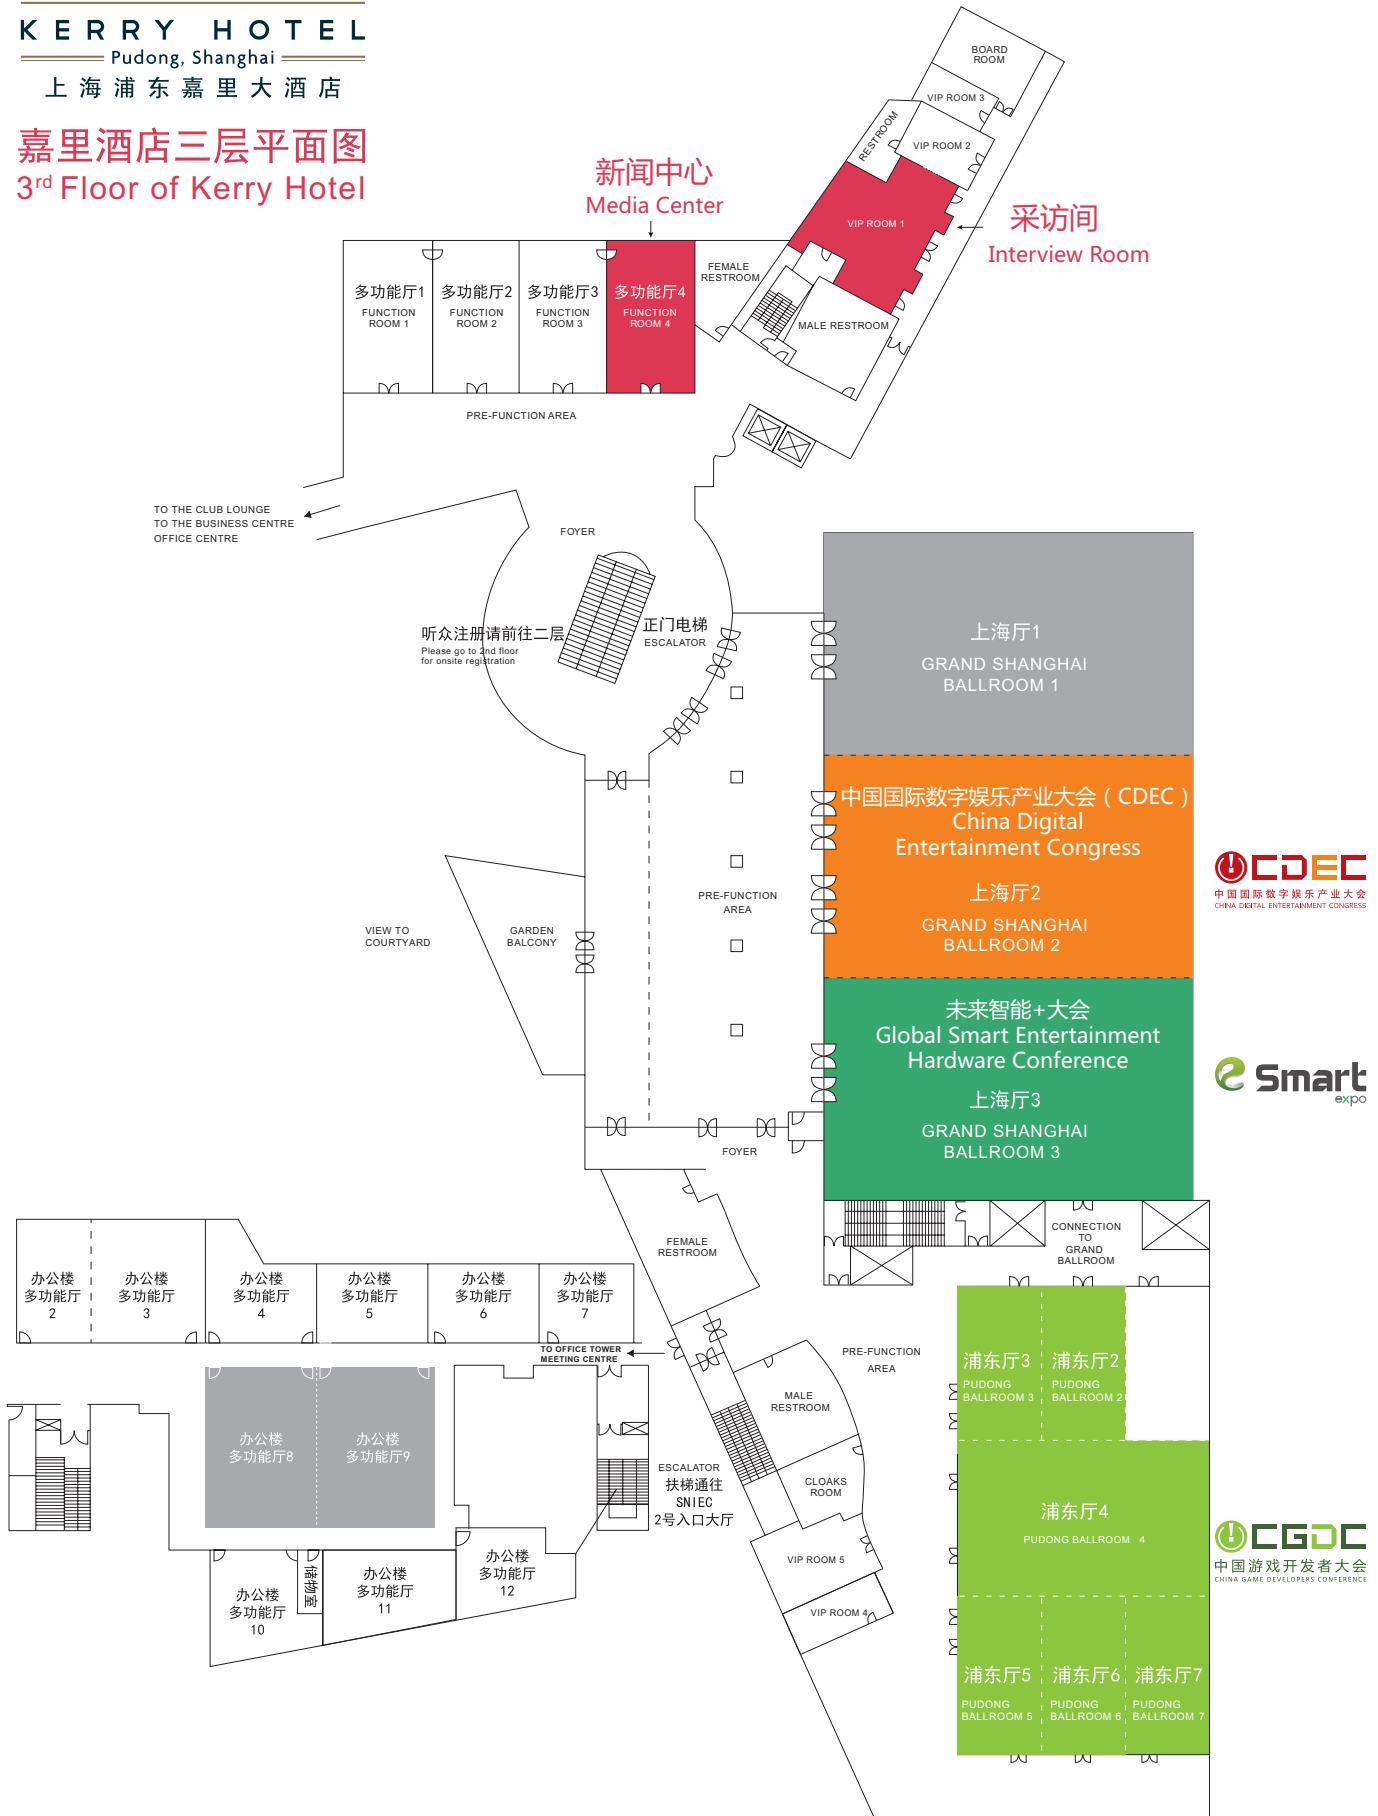 KERRY HOTEL
Pudong, Shanghai
上海浦东嘉里大酒店
嘉里酒店三层平面图
3rd Floor of Kerry Hotel
新闻中心
Media Center
采访间
Interview Room
BOARD
ROOM
VIP ROOM 3
VIP ROOM 2
RESTROOM
VIP ROOM 1
FEMALE
RESTROOM
MALE RESTROOM
多功能厅1
FUNCTION
ROOM 1
多功能厅2
FUNCTION
ROOM 2
多功能厅3
FUNCTION
ROOM 3
多功能厅4
FUNCTION
ROOM 4
PRE-FUNCTION AREA
TO THE CLUB LOUNGE
TO THE BUSINESS CENTRE
OFFICE CENTRE
FOYER
听众注册请前往二层
Please go to 2nd floor
for onsite registration
正门电梯
ESCALATOR
上海厅1
GRAND SHANGHAI
BALLROOM 1
中国国际数字娱乐产业大会（CDEC）
China Digital
Entertainment Congress
上海厅2
GRAND SHANGHAI
BALLROOM 2
CDEC
中国国际数字娱乐产业大会
CHINA DIGITAL ENTERTAINMENT CONGRESS
PRE-FUNCTION
AREA
VIEW TO
COURTYARD
GARDEN
BALCONY
未来智能+大会
Global Smart Entertainment
Hardware Conference
上海厅3
GRAND SHANGHAI
BALLROOM 3
e Smart
expo
FOYER
FEMALE
RESTROOM
CONNECTION
TO
GRAND
BALLROOM
办公楼
多功能厅
2
办公楼
多功能厅
3
办公楼
多功能厅
4
办公楼
多功能厅
5
办公楼
多功能厅
6
办公楼
多功能厅
7
TO OFFICE TOWER
MEETING CENTRE
PRE-FUNCTION
AREA
浦东厅3
PUDONG
BALLROOM 3
浦东厅2
PUDONG
BALLROOM 2
MALE
RESTROOM
办公楼
多功能厅8
办公楼
多功能厅9
ESCALATOR
扶梯通往
SNIEC
2号入口大厅
CLOAKS
ROOM
浦东厅4
PUDONG BALLROOM 4
CGDC
中国游戏开发者大会
CHINA GAME DEVELOPERS CONFERENCE
VIP ROOM 5
VIP ROOM 4
办公楼
多功能厅
10
储物室
办公楼
多功能厅
11
办公楼
多功能厅
12
浦东厅5
PUDONG
BALLROOM 5
浦东厅6
PUDONG
BALLROOM 6
浦东厅7
PUDONG
BALLROOM 7